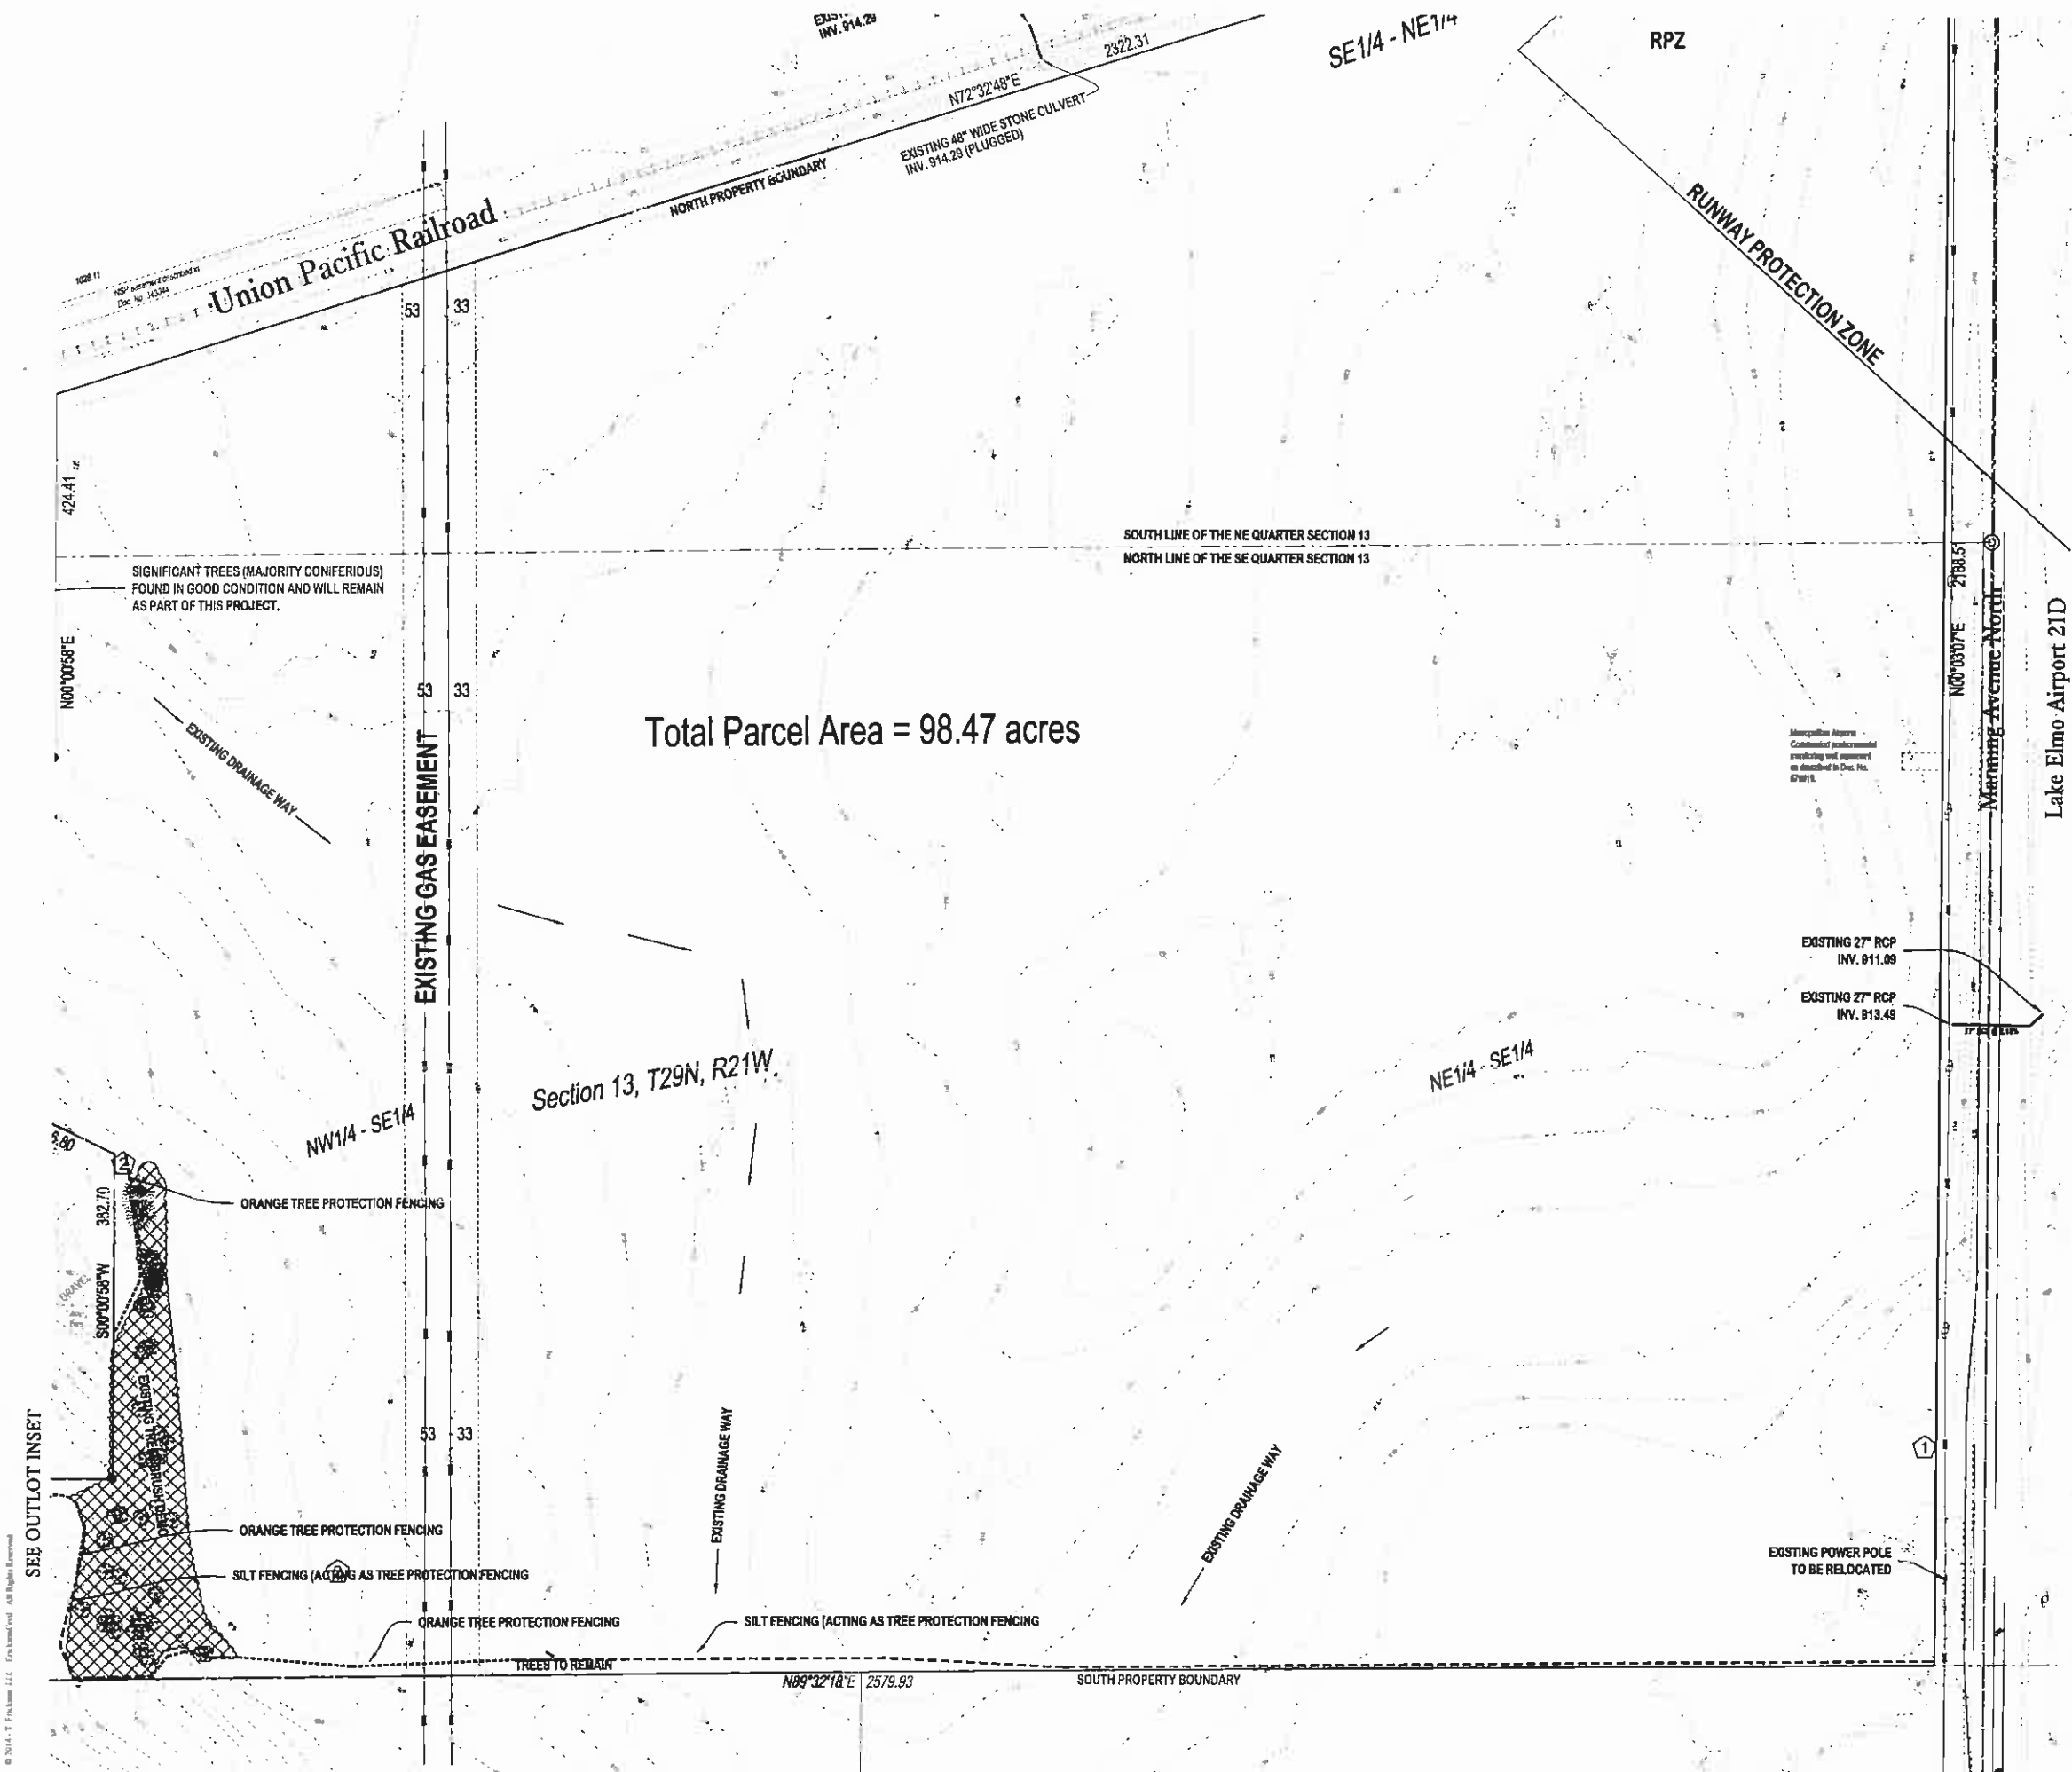 INV. 914.29
2322.31
N72°32'48"E
SE1/4 - NE1/4
RPZ
EXISTING 48" WIDE STONE CULVERT
INV. 914.29 (PLUGGED)
NORTH PROPERTY BOUNDARY
RUNWAY PROTECTION ZONE
1028.11
Union Pacific Railroad
53
33
424.41
SOUTH LINE OF THE NE QUARTER SECTION 13
NORTH LINE OF THE SE QUARTER SECTION 13
SIGNIFICANT TREES (MAJORITY CONIFERIOUS)
FOUND IN GOOD CONDITION AND WILL REMAIN
AS PART OF THIS PROJECT.
N00°00'58"E
N00°03'07"E
2188.5
Manning Avenue North
Lake Elmo Airport 21D
53
33
EXISTING DRAINAGE WAY
EXISTING GAS EASEMENT
Total Parcel Area = 98.47 acres
EXISTING 27" RCP
INV. 911.09
EXISTING 27" RCP
INV. 913.49
Section 13, T29N, R21W.
NE1/4 - SE1/4
NW1/4 - SE1/4
2
382.70
S00°00'58"W
ORANGE TREE PROTECTION FENCING
53
33
EXISTING DRAINAGE WAY
EXISTING DRAINAGE WAY
1
SEE OUTLOT INSET
ORANGE TREE PROTECTION FENCING
SILT FENCING (ACTING AS TREE PROTECTION FENCING
ORANGE TREE PROTECTION FENCING
SILT FENCING (ACTING AS TREE PROTECTION FENCING
EXISTING POWER POLE
TO BE RELOCATED
TREES TO REMAIN
N89°32'18"E 2579.93
SOUTH PROPERTY BOUNDARY